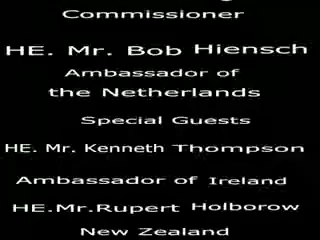 Commissioner
HE. Mr. Bob Hiensch
Ambassador of
the Netherlands
Special Guests
HE. Mr. Kenneth Thompson
Ambassador of Ireland
HE.Mr.Rupert Holborow
New Zealand